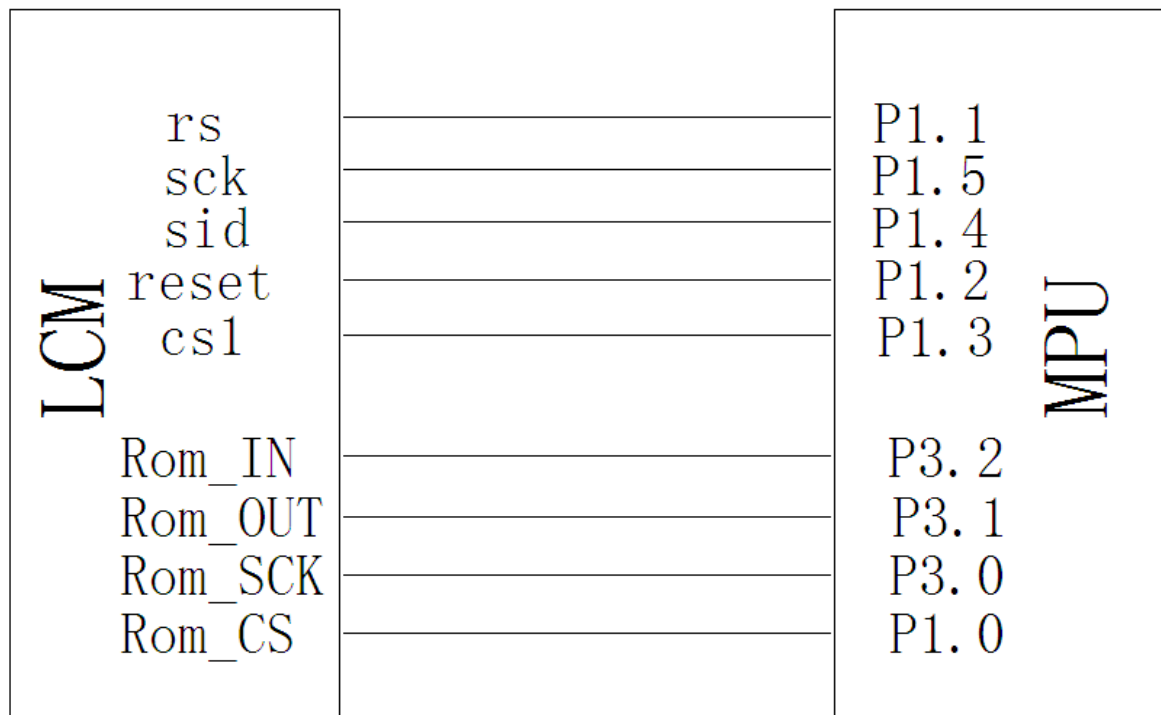 LCM
rs
sck
sid
reset
cs1
Rom_IN
Rom_OUT
Rom_SCK
Rom_CS
P1.1
P1.5
P1.4
P1.2
P1.3
P3.2
P3.1
P3.0
P1.0
MPU